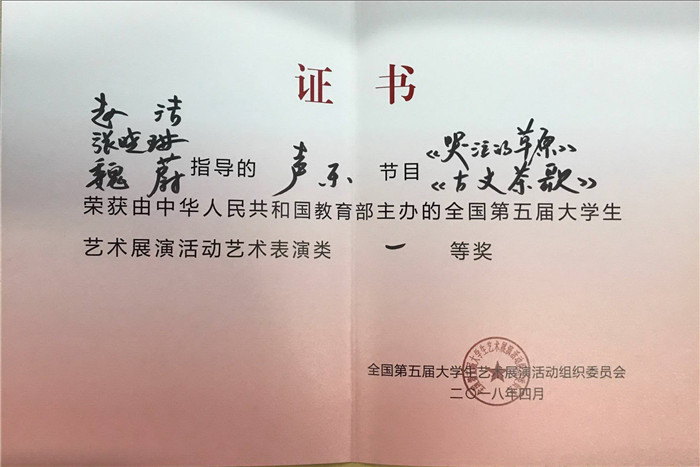 证书
赵 洁
张晓琳
魏 蔚 指导的 声乐 节目 《哭泣的草原》
《古丈茶歌》
荣获由中华人民共和国教育部主办的全国第五届大学生
艺术展演活动艺术表演类 一 等奖
全国第五届大学生艺术展演活动组织委员会
二〇一八年四月